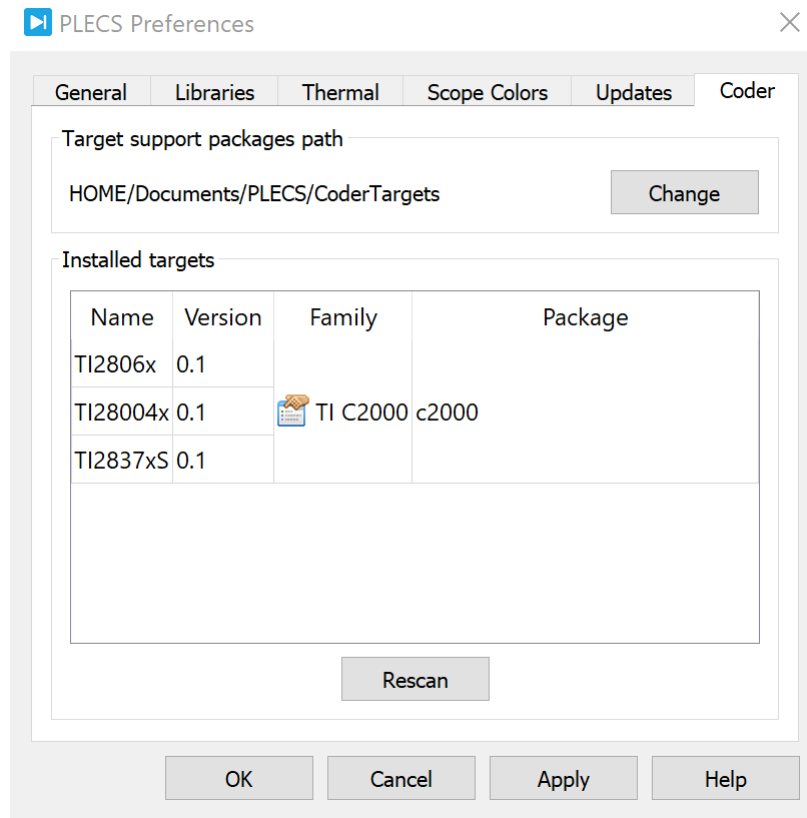 PLECS Preferences
General Libraries Thermal Scope Colors Updates Coder
Target support packages path
HOME/Documents/PLECS/CoderTargets Change
Installed targets
Name Version Family Package
TI2806x 0.1
TI28004x 0.1 TI C2000 c2000
TI2837xS 0.1
Rescan
OK Cancel Apply Help